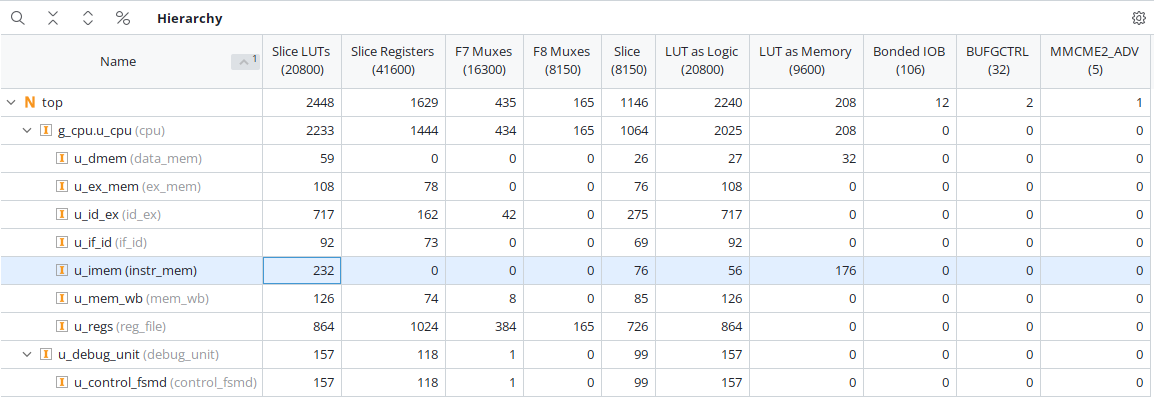 Hierarchy
Name 1 Slice LUTs (20800) Slice Registers (41600) F7 Muxes (16300) F8 Muxes (8150) Slice (8150) LUT as Logic (20800) LUT as Memory (9600) Bonded IOB (106) BUFGCTRL (32) MMCME2_ADV (5)
N top 2448 1629 435 165 1146 2240 208 12 2 1
I g_cpu.u_cpu (cpu) 2233 1444 434 165 1064 2025 208 0 0 0
I u_dmem (data_mem) 59 0 0 0 26 27 32 0 0 0
I u_ex_mem (ex_mem) 108 78 0 0 76 108 0 0 0 0
I u_id_ex (id_ex) 717 162 42 0 275 717 0 0 0 0
I u_if_id (if_id) 92 73 0 0 69 92 0 0 0 0
I u_imem (instr_mem) 232 0 0 0 76 56 176 0 0 0
I u_mem_wb (mem_wb) 126 74 8 0 85 126 0 0 0 0
I u_regs (reg_file) 864 1024 384 165 726 864 0 0 0 0
I u_debug_unit (debug_unit) 157 118 1 0 99 157 0 0 0 0
I u_control_fsmd (control_fsmd) 157 118 1 0 99 157 0 0 0 0